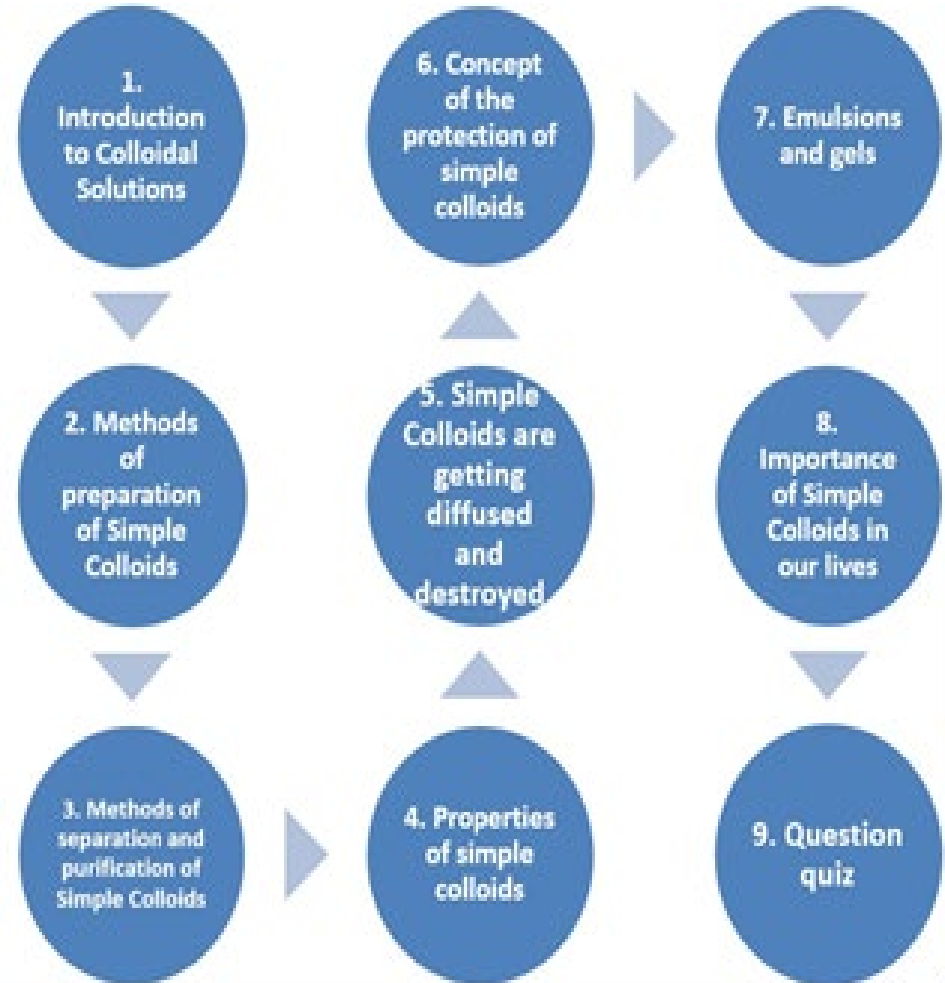 1.
Introduction
to Colloidal
Solutions
2. Methods
of
preparation
of Simple
Colloids
3. Methods of
separation and
purification of
Simple Colloids
4. Properties
of simple
colloids
5. Simple
Colloids are
getting
diffused
and
destroyed
6. Concept
of the
protection of
simple
colloids
7. Emulsions
and gels
8.
Importance
of Simple
Colloids in
our lives
9. Question
quiz